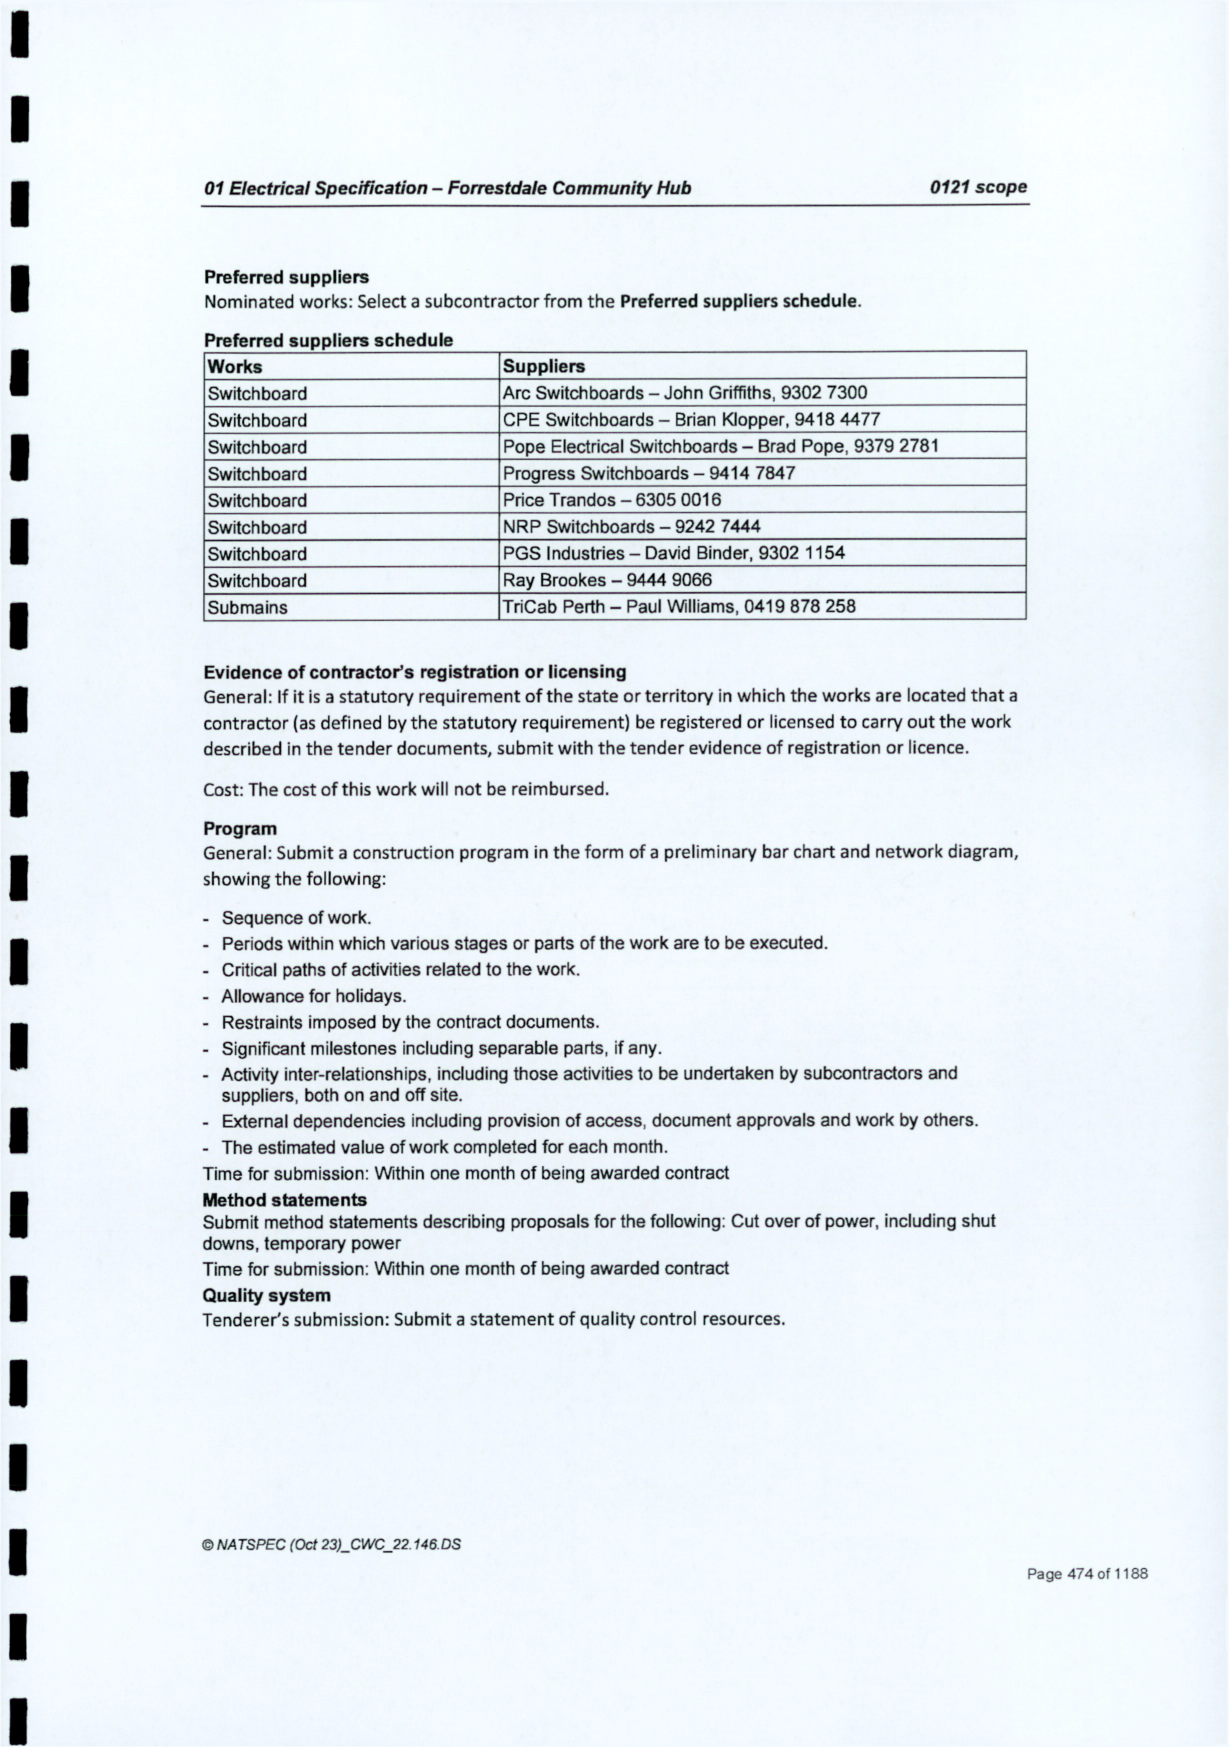 01 Electrical Specification – Forrestdale Community Hub 0121 scope
Preferred suppliers
Nominated works: Select a subcontractor from the Preferred suppliers schedule.
Preferred suppliers schedule
Works Suppliers
Switchboard Arc Switchboards – John Griffiths, 9302 7300
Switchboard CPE Switchboards – Brian Klopper, 9418 4477
Switchboard Pope Electrical Switchboards – Brad Pope, 9379 2781
Switchboard Progress Switchboards – 9414 7847
Switchboard Price Trandos – 6305 0016
Switchboard NRP Switchboards – 9242 7444
Switchboard PGS Industries – David Binder, 9302 1154
Switchboard Ray Brookes – 9444 9066
Submains TriCab Perth – Paul Williams, 0419 878 258
Evidence of contractor's registration or licensing
General: If it is a statutory requirement of the state or territory in which the works are located that a
contractor (as defined by the statutory requirement) be registered or licensed to carry out the work
described in the tender documents, submit with the tender evidence of registration or licence.
Cost: The cost of this work will not be reimbursed.
Program
General: Submit a construction program in the form of a preliminary bar chart and network diagram,
showing the following:
- Sequence of work.
- Periods within which various stages or parts of the work are to be executed.
- Critical paths of activities related to the work.
- Allowance for holidays.
- Restraints imposed by the contract documents.
- Significant milestones including separable parts, if any.
- Activity inter-relationships, including those activities to be undertaken by subcontractors and
suppliers, both on and off site.
- External dependencies including provision of access, document approvals and work by others.
- The estimated value of work completed for each month.
Time for submission: Within one month of being awarded contract
Method statements
Submit method statements describing proposals for the following: Cut over of power, including shut
downs, temporary power
Time for submission: Within one month of being awarded contract
Quality system
Tenderer's submission: Submit a statement of quality control resources.
© NATSPEC (Oct 23)_CWC_22.146.DS
Page 474 of 1188